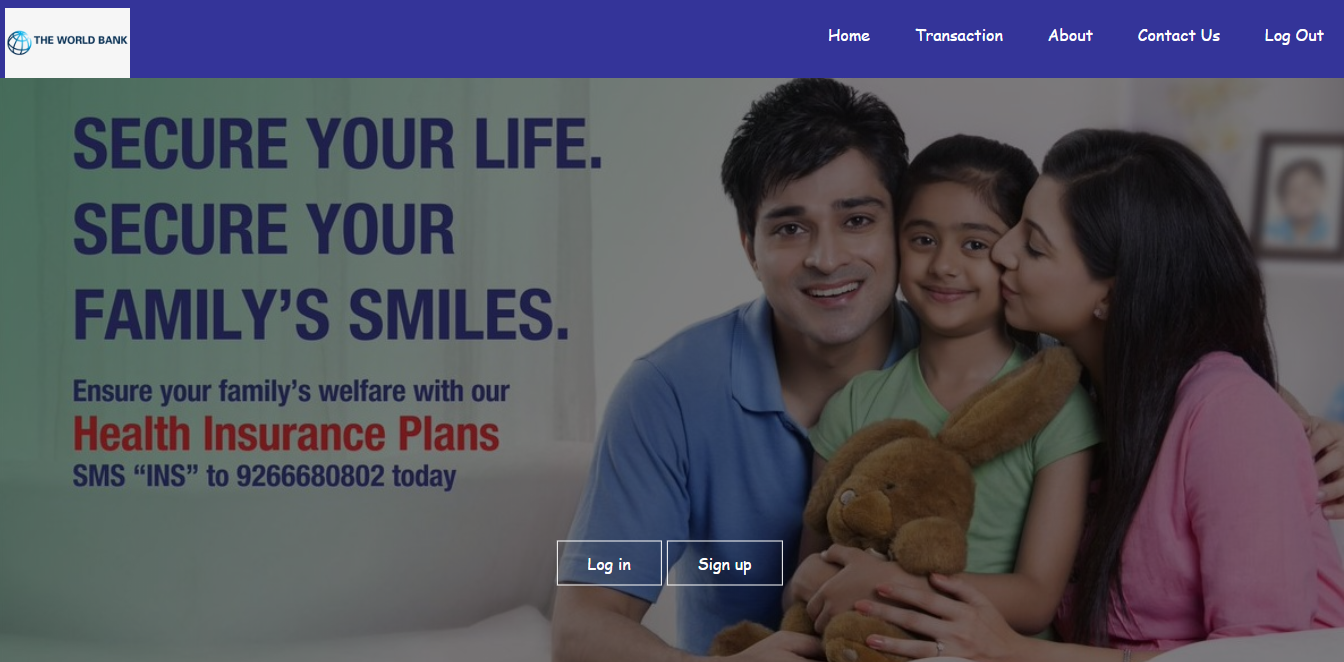 THE WORLD BANK
Home Transaction About Contact Us Log Out
SECURE YOUR LIFE.
SECURE YOUR
FAMILY’S SMILES.
Ensure your family’s welfare with our
Health Insurance Plans
SMS “INS” to 9266680802 today
Log in Sign up